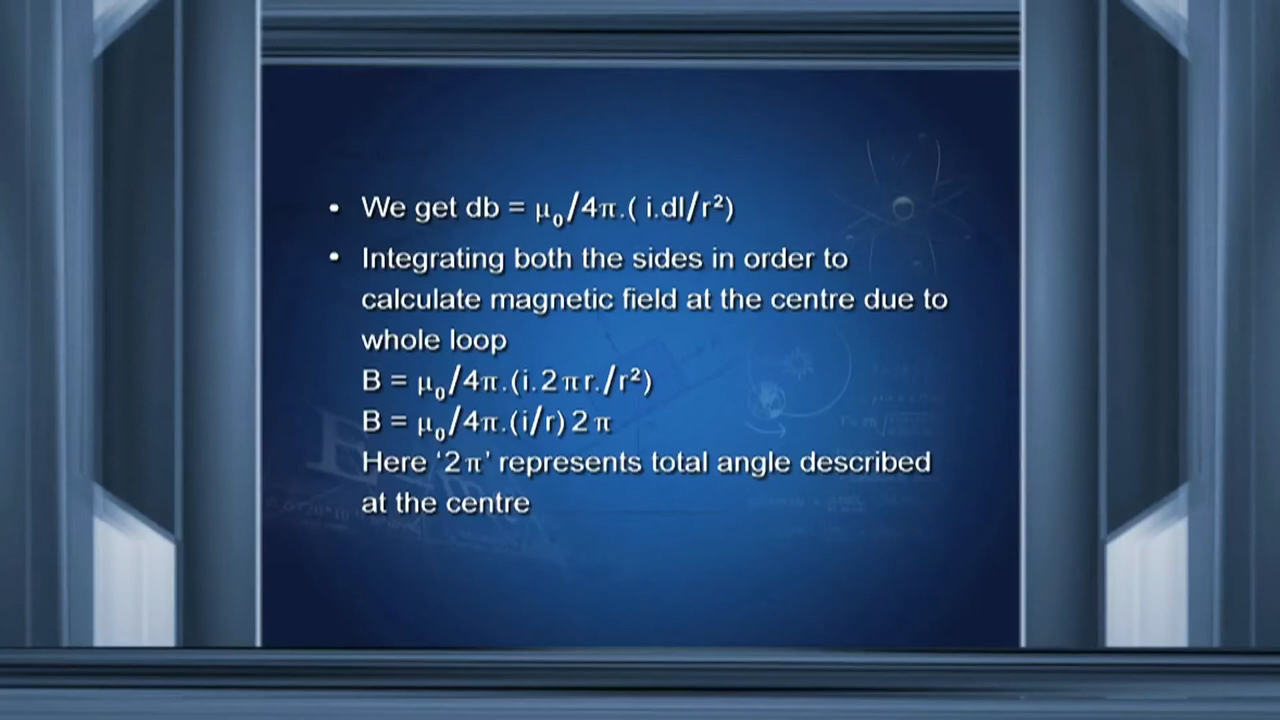 • We get db = μ₀/4π.( i.dl/r²)
• Integrating both the sides in order to
calculate magnetic field at the centre due to
whole loop
B = μ₀/4π.(i.2πr./r²)
B = μ₀/4π.(i/r) 2π
Here ‘2π’ represents total angle described
at the centre